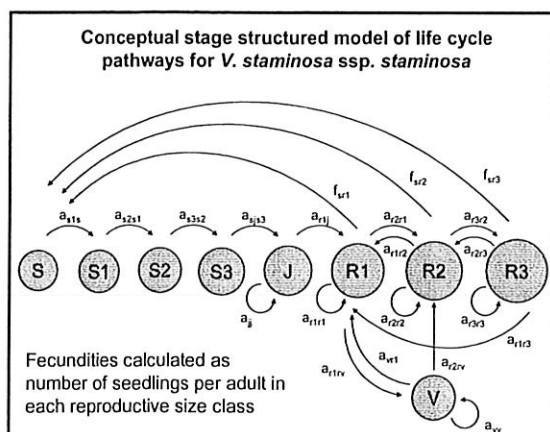 Conceptual stage structured model of life cycle
pathways for V. staminosa ssp. staminosa
f_sr3
f_sr2
f_sr1
a_s1s a_s2s1 a_s3s2 a_sjs3 a_r1j a_r2r1 a_r3r2
a_r1r2 a_r2r3
S S1 S2 S3 J R1 R2 R3
a_jj a_r1r1 a_r2r2 a_r3r3 a_r1r3
Fecundities calculated as
number of seedlings per adult in
each reproductive size class
a_r1rv a_vr1 a_r2rv
V
a_vv